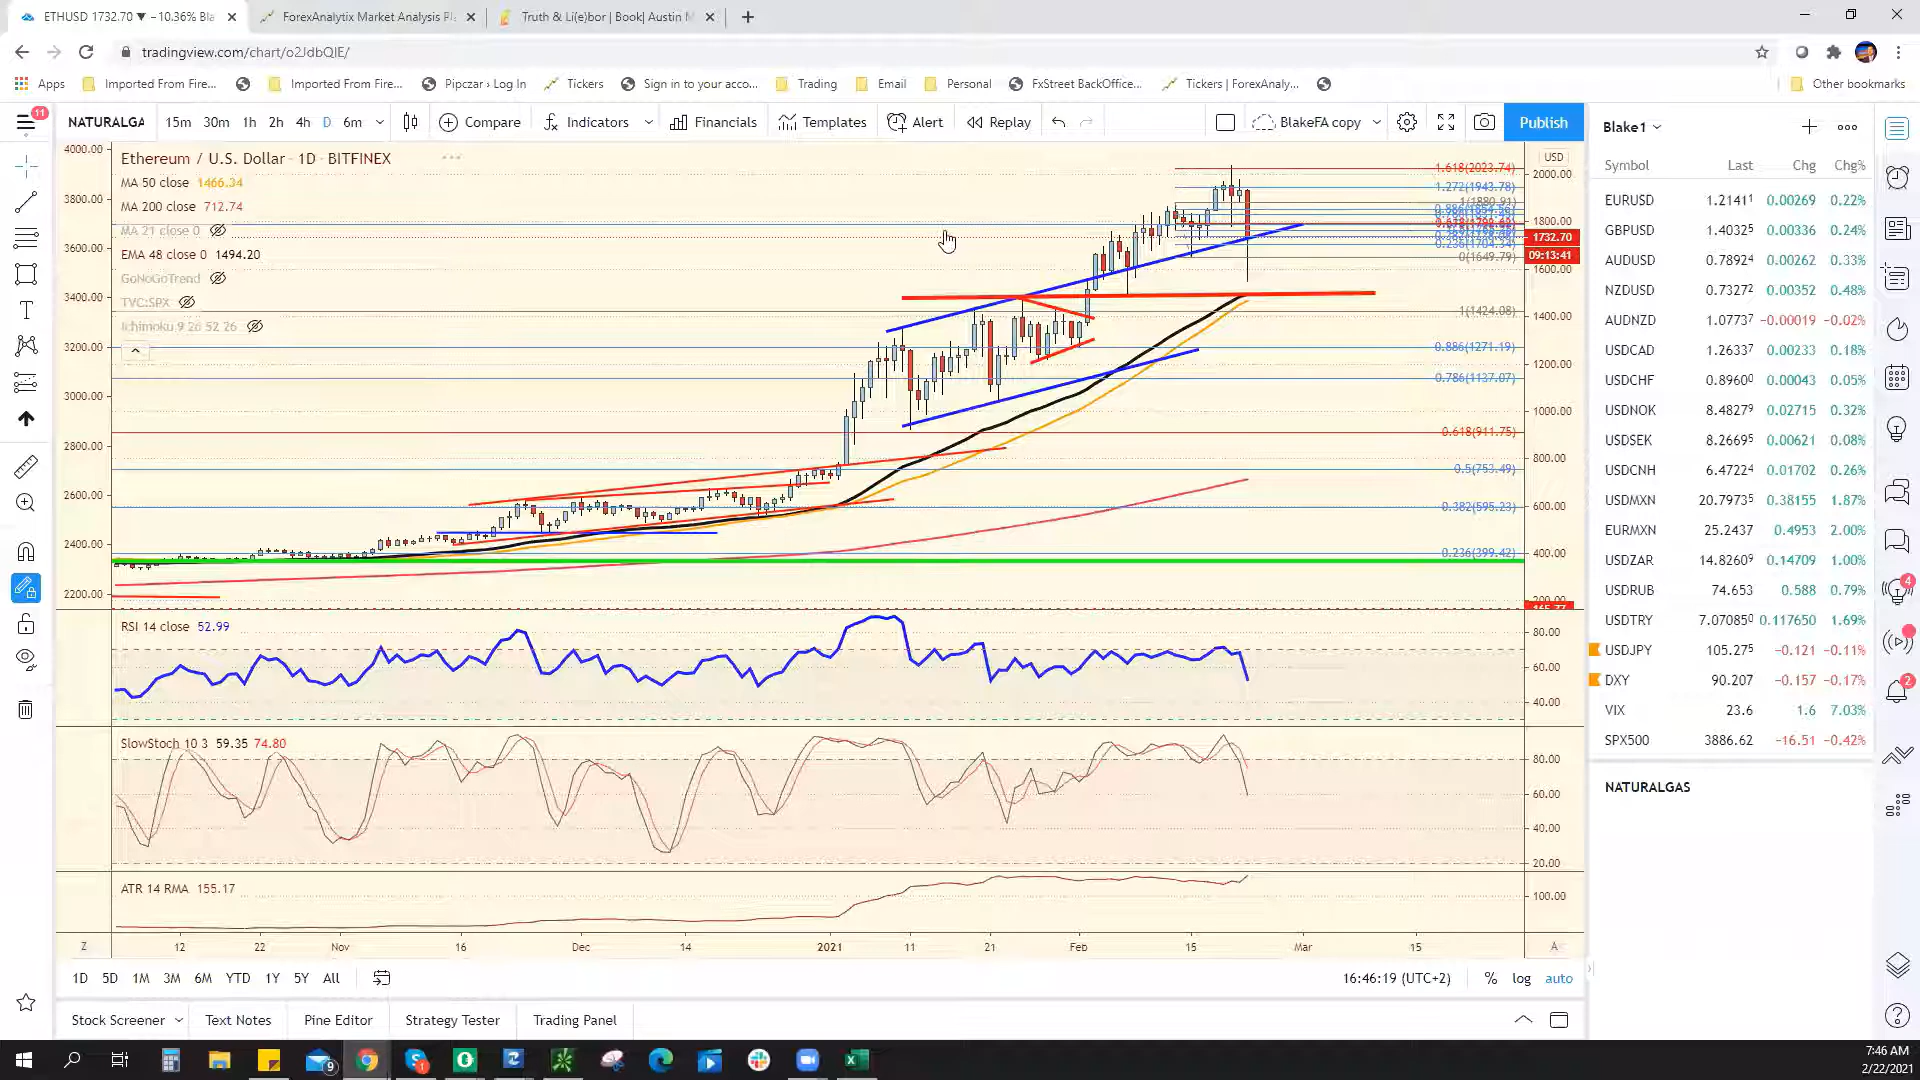 ETHUSD 1732.70 ▼ −10.36% Bla
ForexAnalytix Market Analysis Pl
Truth & Li(e)bor | Book| Austin M
tradingview.com/chart/o2JdbQIE/
Apps Imported From Fire... Imported From Fire... Pipczar › Log In Tickers Sign in to your acco... Trading Email Personal FxStreet BackOffice... Tickers | ForexAnaly... Other bookmarks
11 NATURALGA 15m 30m 1h 2h 4h D 6m Compare Indicators Financials Templates Alert Replay BlakeFA copy Publish
Blake1
Ethereum / U.S. Dollar · 1D · BITFINEX
MA 50 close 1466.34
MA 200 close 712.74
MA 21 close 0
EMA 48 close 0 1494.20
GoNoGoTrend
TVC:SPX
Ichimoku 9 26 52 26
4000.00
3800.00
3600.00
3400.00
3200.00
3000.00
2800.00
2600.00
2400.00
2200.00
1.618(2023.74)
1.272(1943.78)
1(1880.91)
0(1649.79)
1(1424.08)
0.886(1271.19)
0.786(1137.07)
0.618(911.75)
0.5(753.49)
0.382(595.23)
0.236(399.42)
USD
2000.00
1800.00
1732.70
09:13:41
1600.00
1400.00
1200.00
1000.00
800.00
600.00
400.00
200.00
165.77
RSI 14 close 52.99
80.00
60.00
40.00
SlowStoch 10 3 59.35 74.80
80.00
60.00
40.00
20.00
ATR 14 RMA 155.17
100.00
Z 12 22 Nov 16 Dec 14 2021 11 21 Feb 15 Mar 15 A
1D 5D 1M 3M 6M YTD 1Y 5Y All 16:46:19 (UTC+2) % log auto
Stock Screener Text Notes Pine Editor Strategy Tester Trading Panel
Symbol Last Chg Chg%
EURUSD 1.21411 0.00269 0.22%
GBPUSD 1.40325 0.00336 0.24%
AUDUSD 0.78924 0.00262 0.33%
NZDUSD 0.73272 0.00352 0.48%
AUDNZD 1.07737 −0.00019 −0.02%
USDCAD 1.26337 0.00233 0.18%
USDCHF 0.89600 0.00043 0.05%
USDNOK 8.48279 0.02715 0.32%
USDSEK 8.26695 0.00621 0.08%
USDCNH 6.47224 0.01702 0.26%
USDMXN 20.79735 0.38155 1.87%
EURMXN 25.2437 0.4953 2.00%
USDZAR 14.82609 0.14709 1.00%
USDRUB 74.653 0.588 0.79%
USDTRY 7.070850 0.117650 1.69%
USDJPY 105.275 −0.121 −0.11%
DXY 90.207 −0.157 −0.17%
VIX 23.6 1.6 7.03%
SPX500 3886.62 −16.51 −0.42%
NATURALGAS
4
2
9
1
7:46 AM
2/22/2021